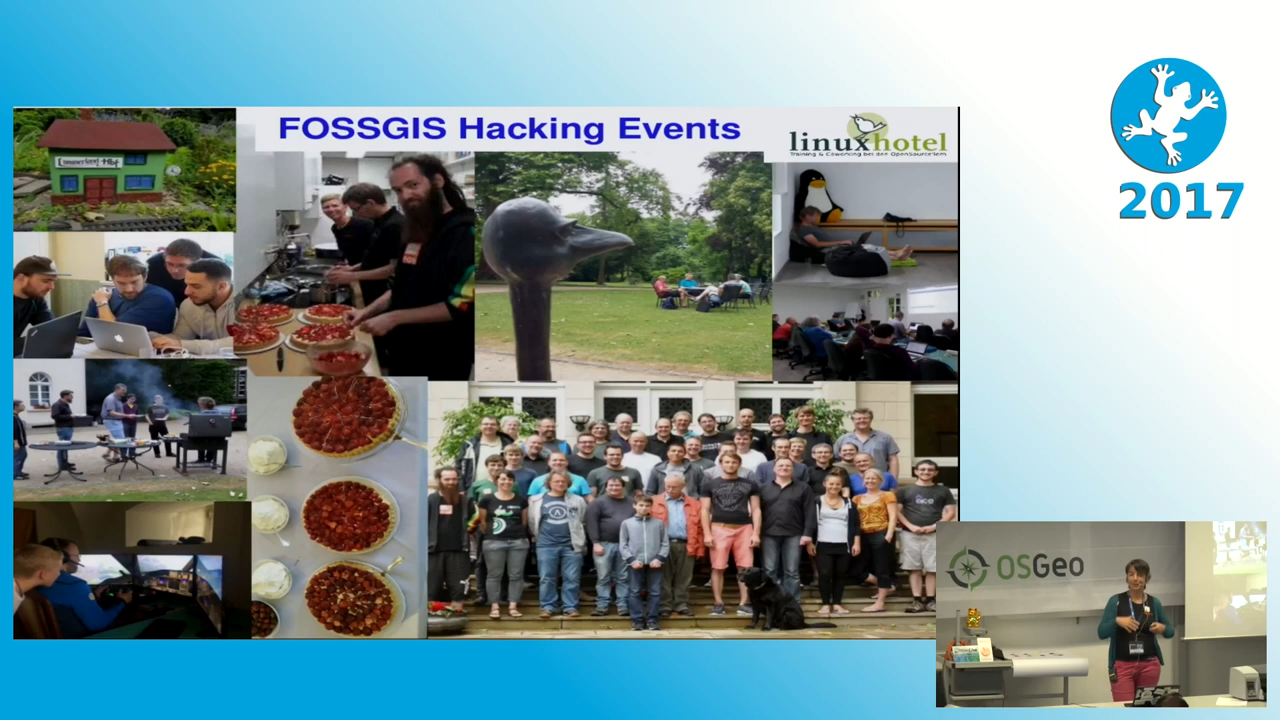 FOSSGIS Hacking Events
linuxhotel
Training & Coworking bei den OpenSource'lern
2017
OSGeo